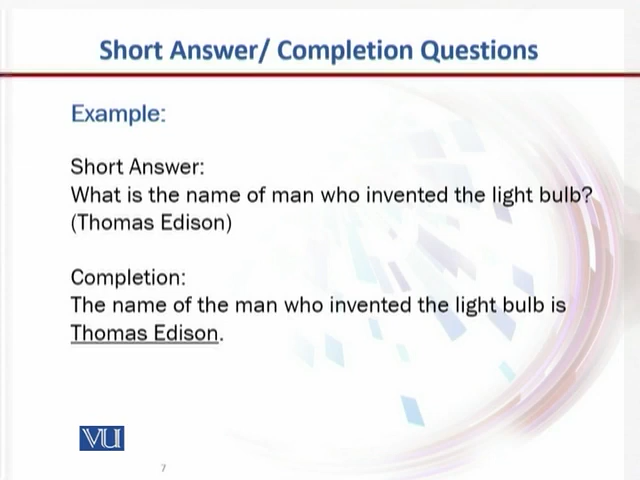 Short Answer/ Completion Questions
Example:
Short Answer:
What is the name of man who invented the light bulb?
(Thomas Edison)
Completion:
The name of the man who invented the light bulb is
Thomas Edison.
VU
7